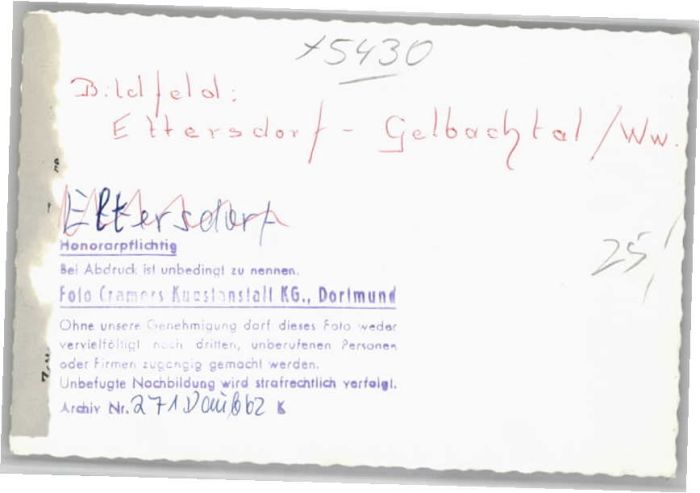 x5430
Bildfeld:
Ettersdorf - Gelbachtal/Ww.
Ettersdorf
Honorarpflichtig
Bei Abdruck ist unbedingt zu nennen.
Foto Cramers Kunstanstalt KG., Dortmund
25,
Ohne unsere Genehmigung darf dieses Foto weder
vervielfältigt noch dritten, unberufenen Personen
oder Firmen zugängig gemacht werden.
Unbefugte Nachbildung wird strafrechtlich verfolgt.
Archiv Nr. 271 K